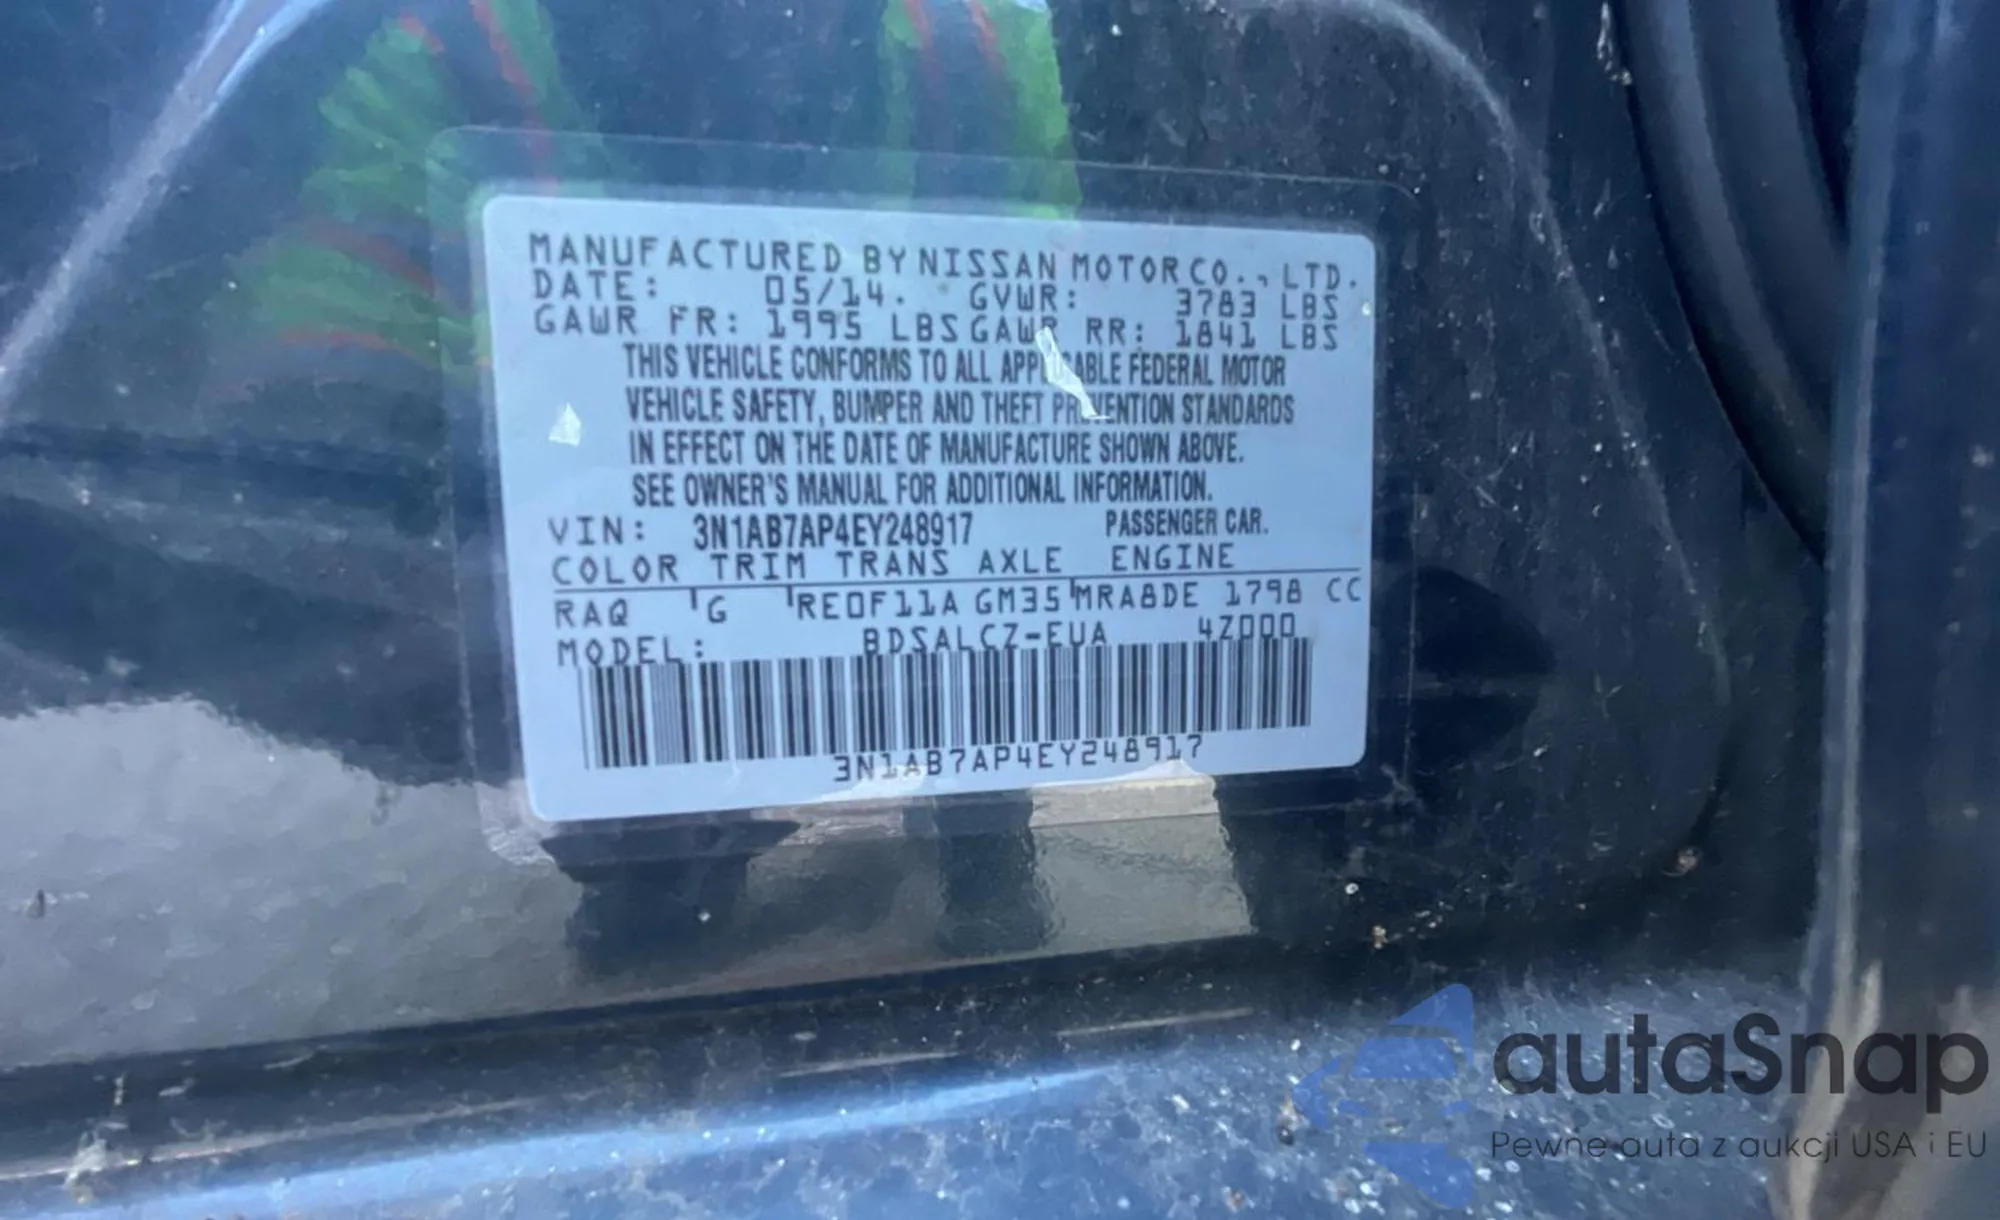 MANUFACTURED BY NISSAN MOTOR CO., LTD.
DATE: 05/14. GVWR: 3783 LBS
GAWR FR: 1995 LBS GAWR RR: 1841 LBS
THIS VEHICLE CONFORMS TO ALL APPLICABLE FEDERAL MOTOR
VEHICLE SAFETY, BUMPER AND THEFT PREVENTION STANDARDS
IN EFFECT ON THE DATE OF MANUFACTURE SHOWN ABOVE.
SEE OWNER'S MANUAL FOR ADDITIONAL INFORMATION.
VIN: 3N1AB7AP4EY248917 PASSENGER CAR.
COLOR TRIM TRANS AXLE ENGINE
RAQ G RE0F11A GM35 MRA8DE 1798 CC
MODEL: BDSALCZ-EUA 4Z000
3N1AB7AP4EY248917
autaSnap
Pewne auta z aukcji USA i EU